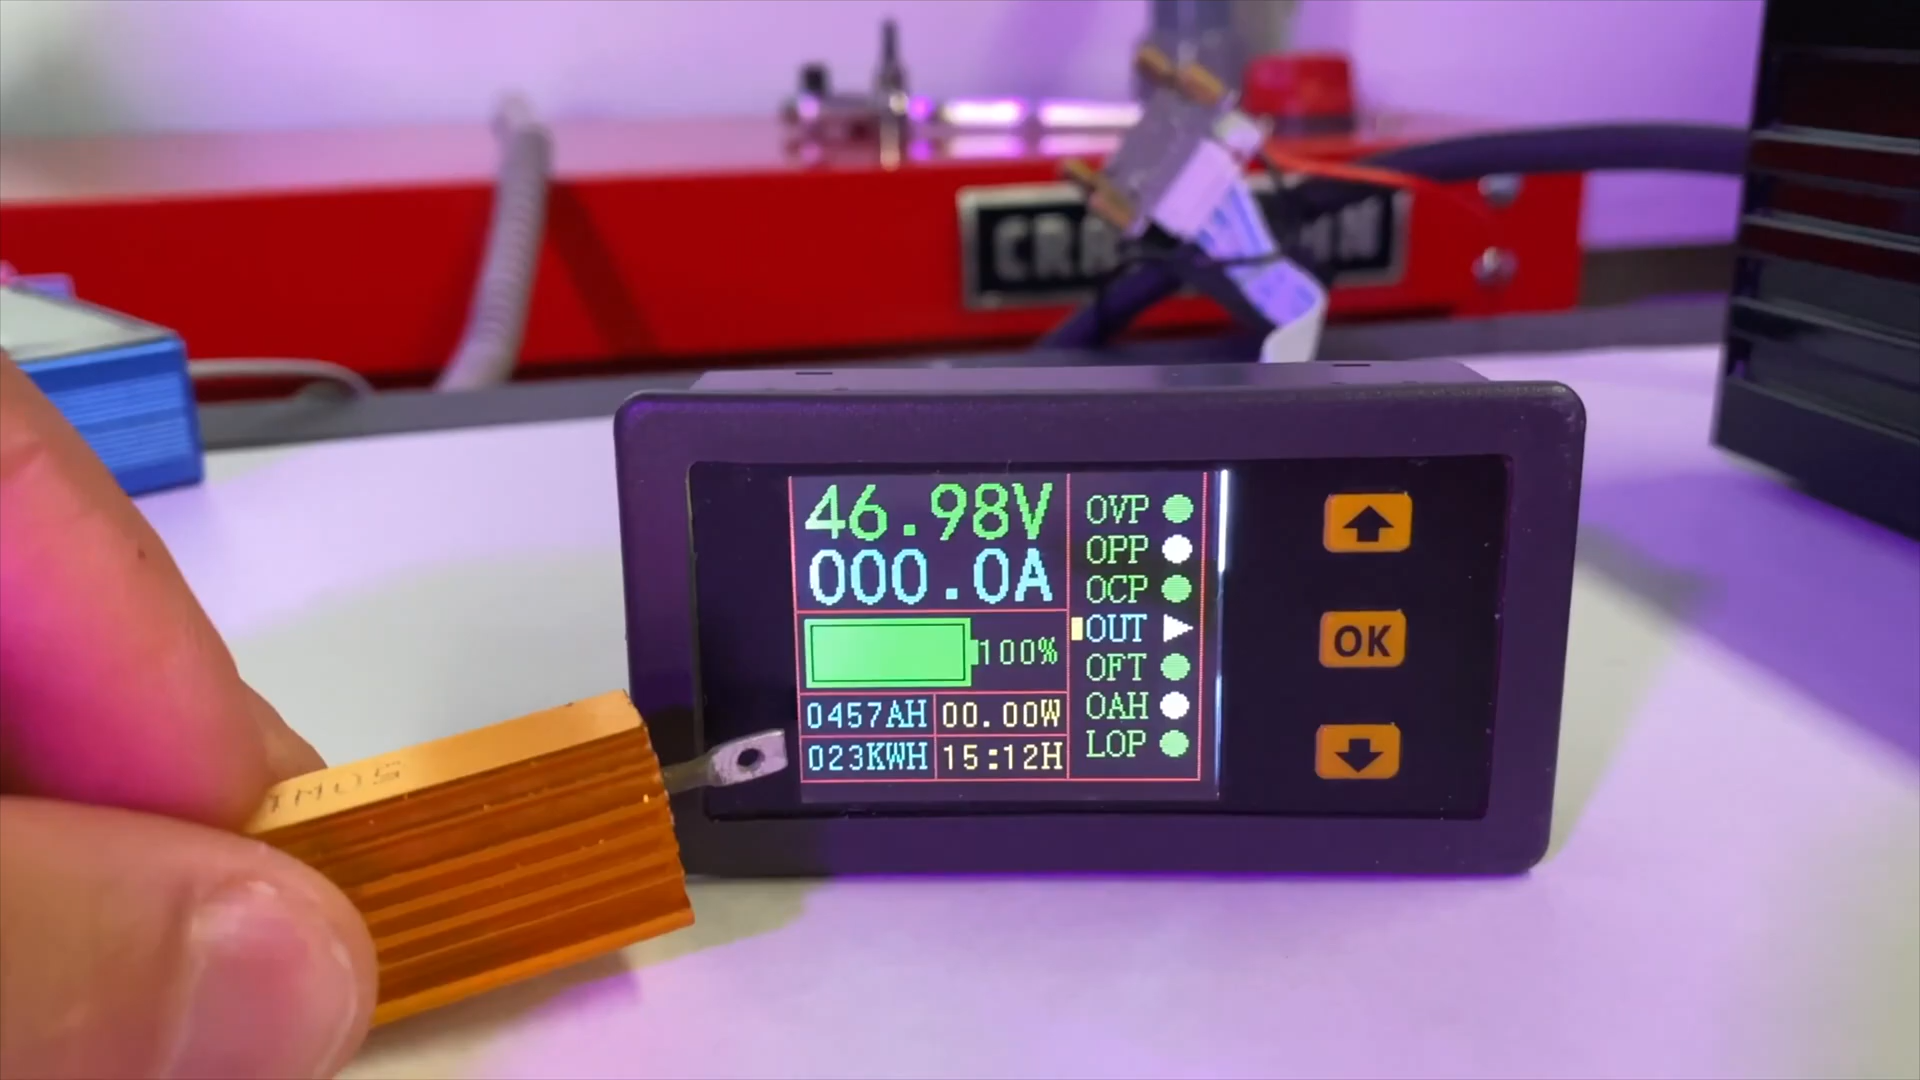 46.98V
000.0A
100%
0457AH 00.00W
023KWH 15:12H
OVP
OPP
OCP
OUT
OFT
OAH
LOP
OK